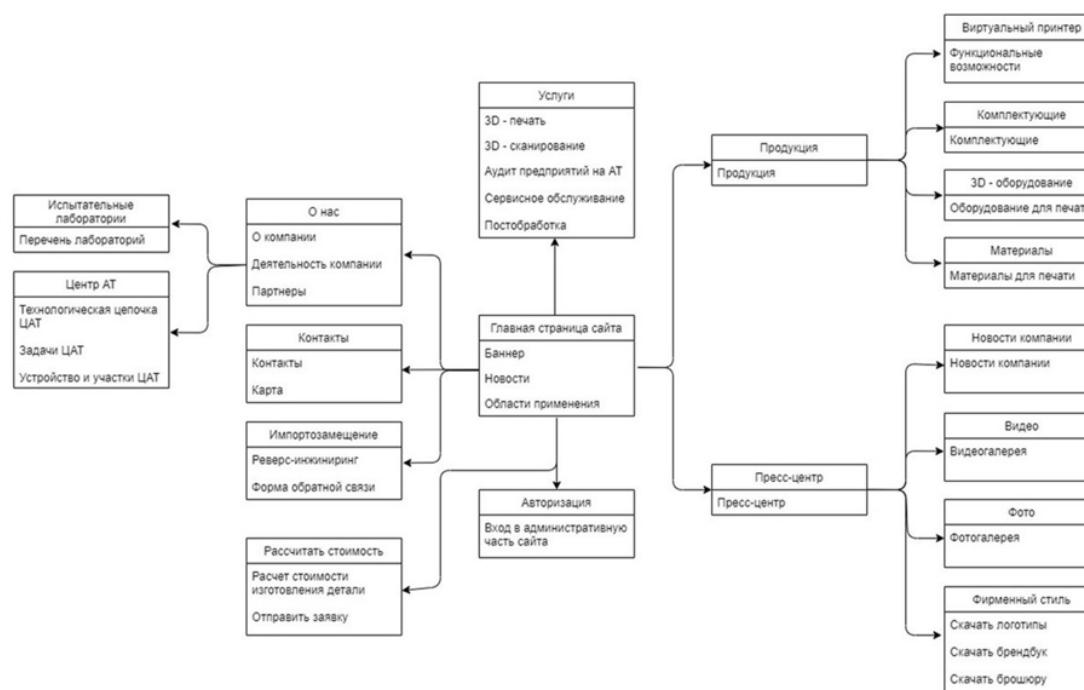 Виртуальный принтер
Функциональные
возможности
Комплектующие
Комплектующие
3D - оборудование
Оборудование для печат
Материалы
Материалы для печати
Продукция
Продукция
Услуги
3D - печать
3D - сканирование
Аудит предприятий на АТ
Сервисное обслуживание
Постобработка
Испытательные
лаборатории
Перечень лабораторий
Центр АТ
Технологическая цепочка
ЦАТ
Задачи ЦАТ
Устройство и участки ЦАТ
О нас
О компании
Деятельность компании
Партнеры
Контакты
Контакты
Карта
Импортозамещение
Реверс-инжиниринг
Форма обратной связи
Рассчитать стоимость
Расчет стоимости
изготовления детали
Отправить заявку
Главная страница сайта
Баннер
Новости
Области применения
Авторизация
Вход в административную
часть сайта
Пресс-центр
Пресс-центр
Новости компании
Новости компании
Видео
Видеогалерея
Фото
Фотогалерея
Фирменный стиль
Скачать логотипы
Скачать брендбук
Скачать брошюру